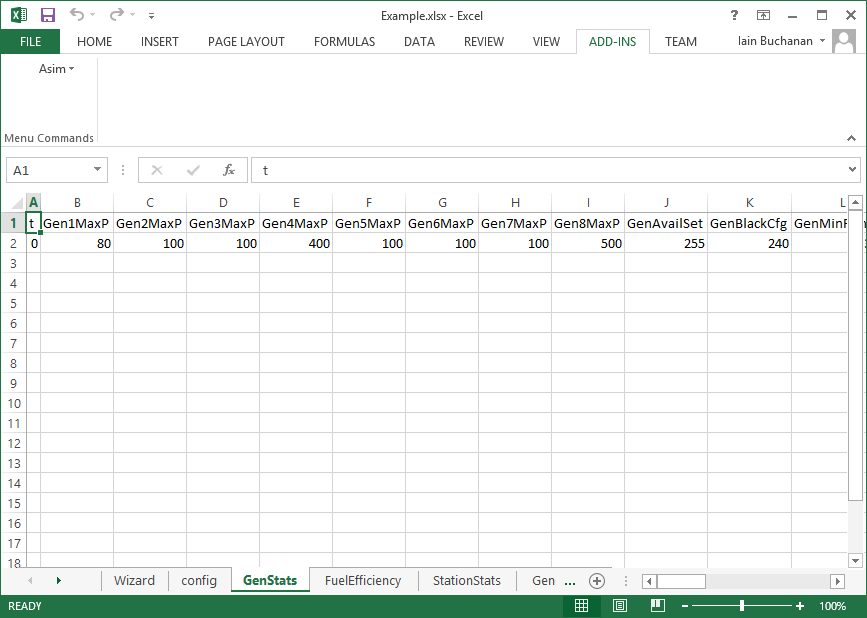 Example.xlsx - Excel
?
FILE HOME INSERT PAGE LAYOUT FORMULAS DATA REVIEW VIEW ADD-INS TEAM Iain Buchanan
Asim
Menu Commands
A1 fx t
A B C D E F G H I J K L
1 t Gen1MaxP Gen2MaxP Gen3MaxP Gen4MaxP Gen5MaxP Gen6MaxP Gen7MaxP Gen8MaxP GenAvailSet GenBlackCfg
2 0 80 100 100 400 100 100 100 500 255 240
3
4
5
6
7
8
9
10
11
12
13
14
15
16
17
18
Wizard config GenStats FuelEfficiency StationStats Gen ...
READY 100%